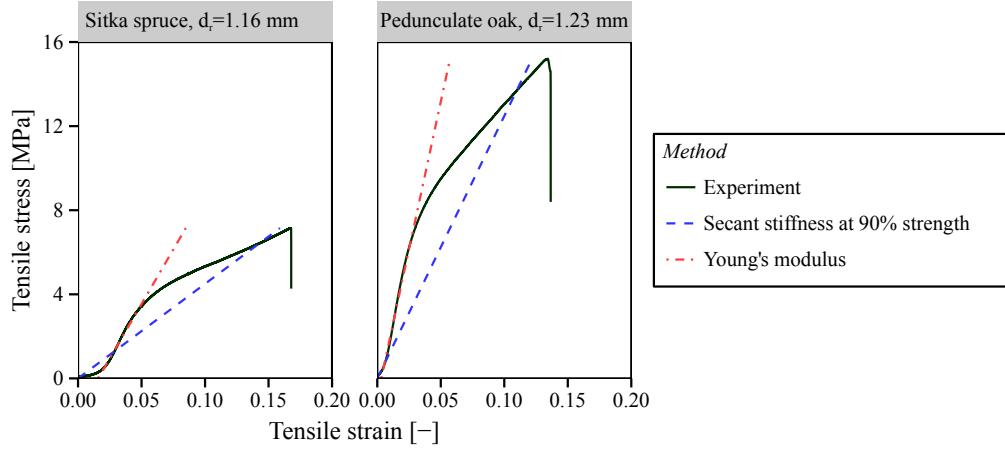 Sitka spruce, dr=1.16 mm
Pedunculate oak, dr=1.23 mm
16
12
8
4
0
Tensile stress [MPa]
0.00
0.05
0.10
0.15
0.20
0.00
0.05
0.10
0.15
0.20
Tensile strain [−]
Method
Experiment
Secant stiffness at 90% strength
Young's modulus